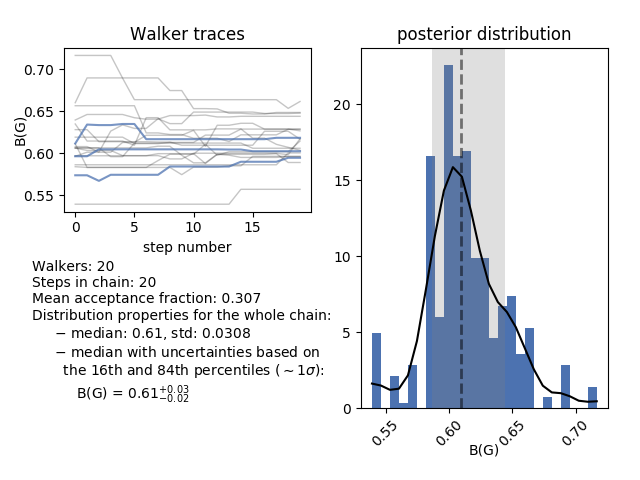 Walker traces
0.70
0.65
0.60
0.55
B(G)
0
5
10
15
step number
Walkers: 20
Steps in chain: 20
Mean acceptance fraction: 0.307
Distribution properties for the whole chain:
− median: 0.61, std: 0.0308
− median with uncertainties based on
the 16th and 84th percentiles (∼1σ):
B(G) = 0.61^{+0.03}_{−0.02}
posterior distribution
20
15
10
5
0
0.55
0.60
0.65
0.70
B(G)